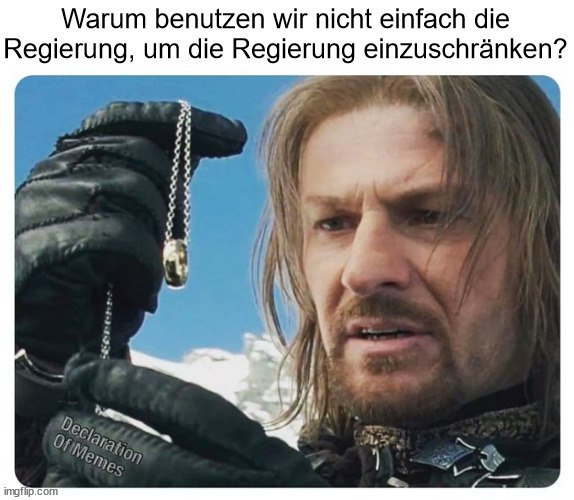 Warum benutzen wir nicht einfach die
Regierung, um die Regierung einzuschränken?
Declaration
Of Memes
imgflip.com